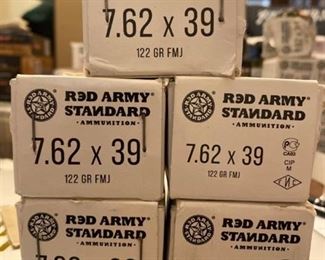 7.62 x 39
122 GR FMJ
RED ARMY®
STANDARD
-AMMUNITION-
7.62 x 39
122 GR FMJ
RED ARMY®
STANDARD
-AMMUNITION-
7.62 x 39
122 GR FMJ
CIP
M
RED ARMY®
STANDARD
-AMMUNITION-
RED ARMY®
STANDARD
-AMMUNITION-